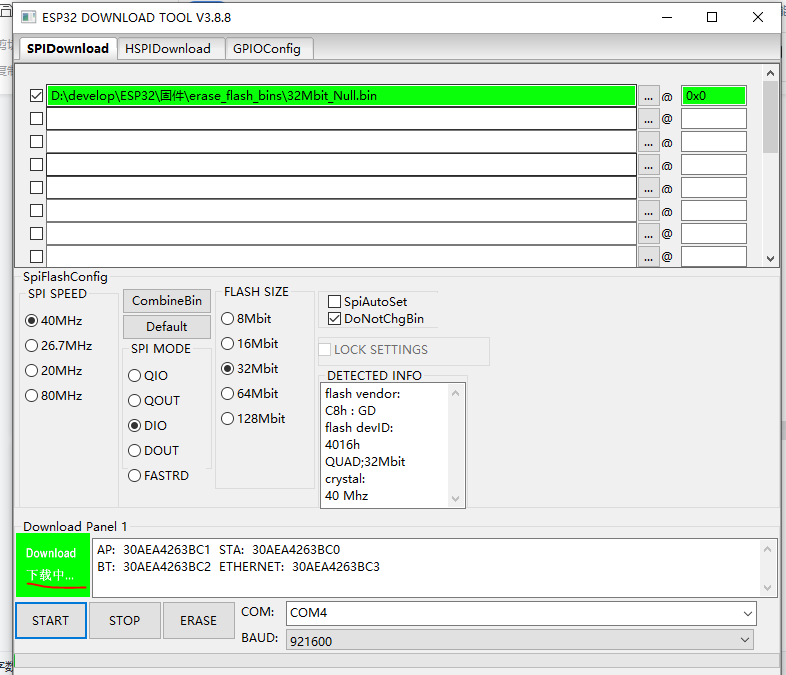 ESP32 DOWNLOAD TOOL V3.8.8
SPIDownload HSPIDownload GPIOConfig
D:\develop\ESP32\固件\erase_flash_bins\32Mbit_Null.bin ... @ 0x0
... @
... @
... @
... @
... @
... @
... @
SpiFlashConfig
SPI SPEED
40MHz
26.7MHz
20MHz
80MHz
CombineBin
Default
SPI MODE
QIO
QOUT
DIO
DOUT
FASTRD
FLASH SIZE
8Mbit
16Mbit
32Mbit
64Mbit
128Mbit
SpiAutoSet
DoNotChgBin
LOCK SETTINGS
DETECTED INFO
flash vendor:
C8h : GD
flash devID:
4016h
QUAD;32Mbit
crystal:
40 Mhz
Download Panel 1
Download
下载中...
AP: 30AEA4263BC1 STA: 30AEA4263BC0
BT: 30AEA4263BC2 ETHERNET: 30AEA4263BC3
START STOP ERASE
COM: COM4
BAUD: 921600